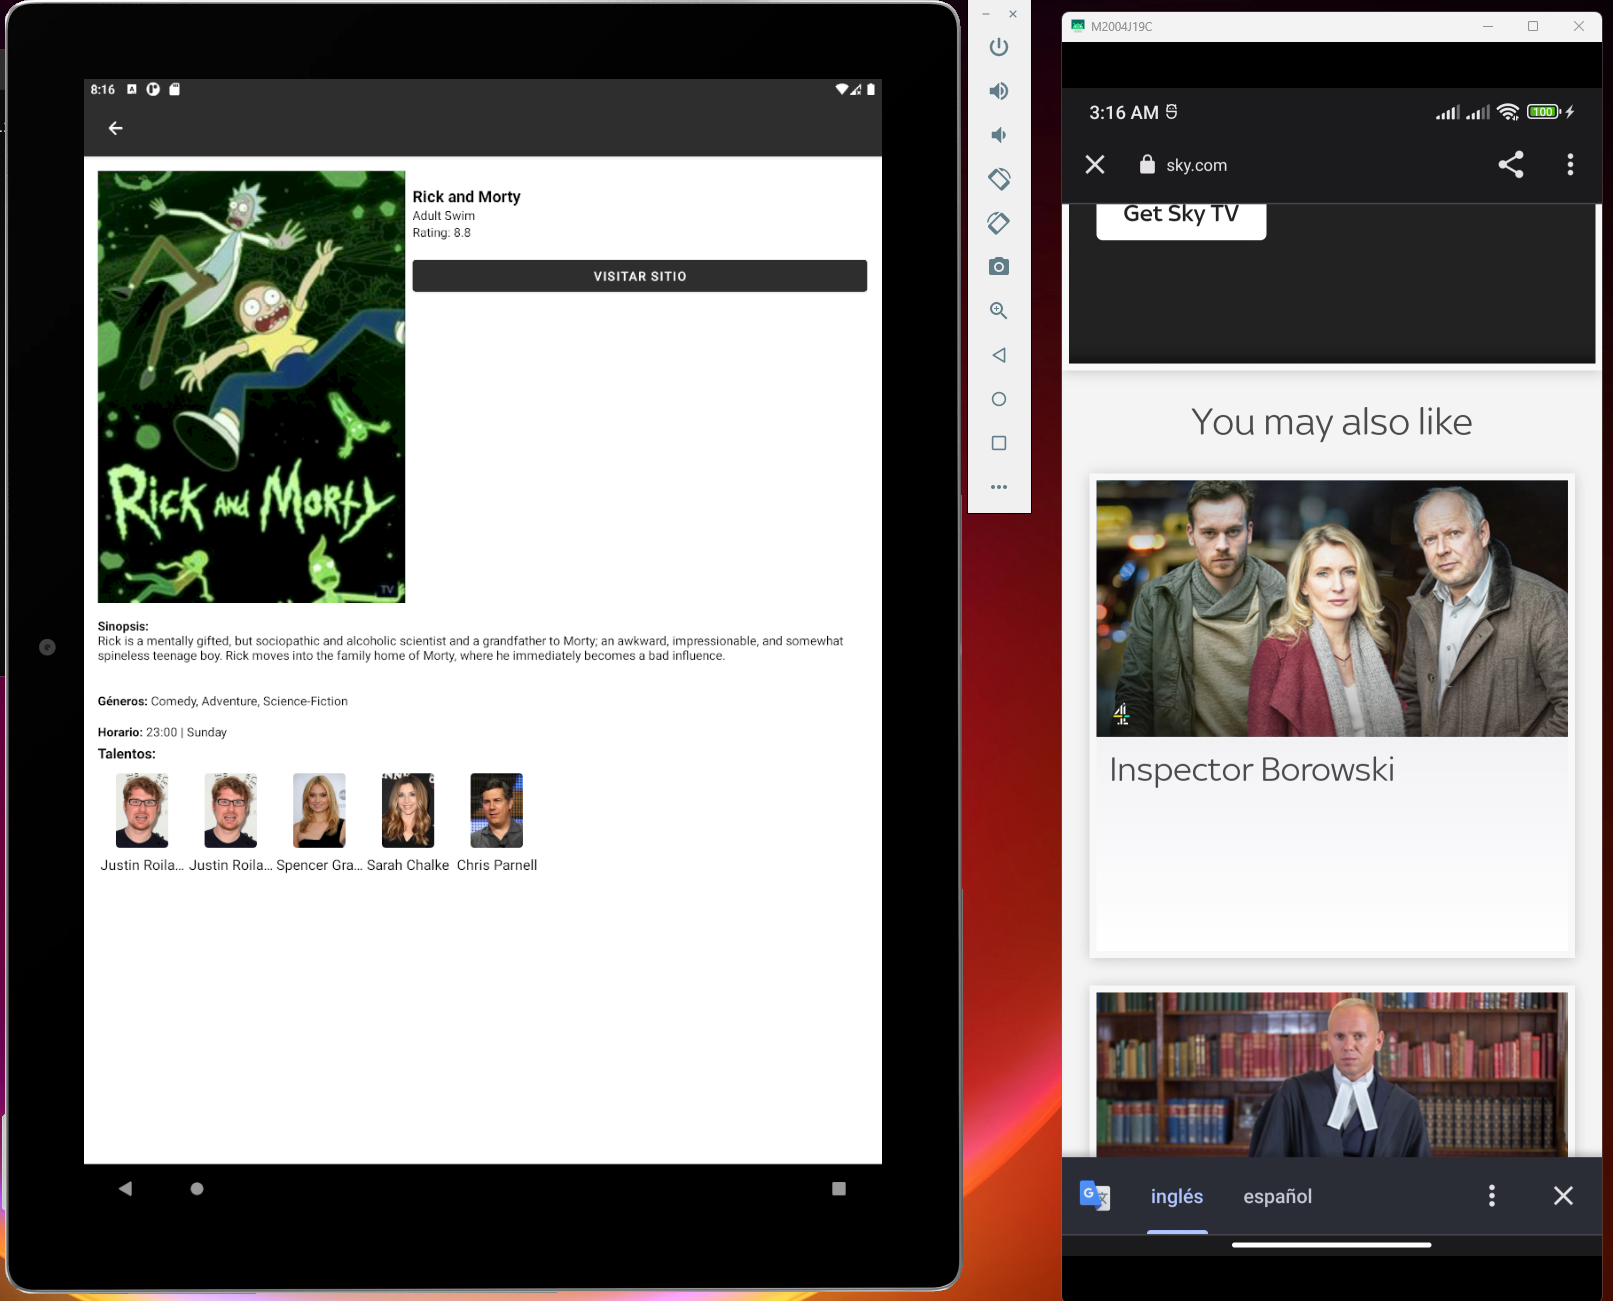 8:16
Rick and Morty
Adult Swim
Rating: 8.8
VISITAR SITIO
RICK AND MORTY
TV
Sinopsis:
Rick is a mentally gifted, but sociopathic and alcoholic scientist and a grandfather to Morty; an awkward, impressionable, and somewhat
spineless teenage boy. Rick moves into the family home of Morty, where he immediately becomes a bad influence.
Géneros: Comedy, Adventure, Science-Fiction
Horario: 23:00 | Sunday
Talentos:
Justin Roila... Justin Roila... Spencer Gra... Sarah Chalke Chris Parnell
M2004J19C
3:16 AM
100
sky.com
Get Sky TV
You may also like
4
Inspector Borowski
G
inglés español